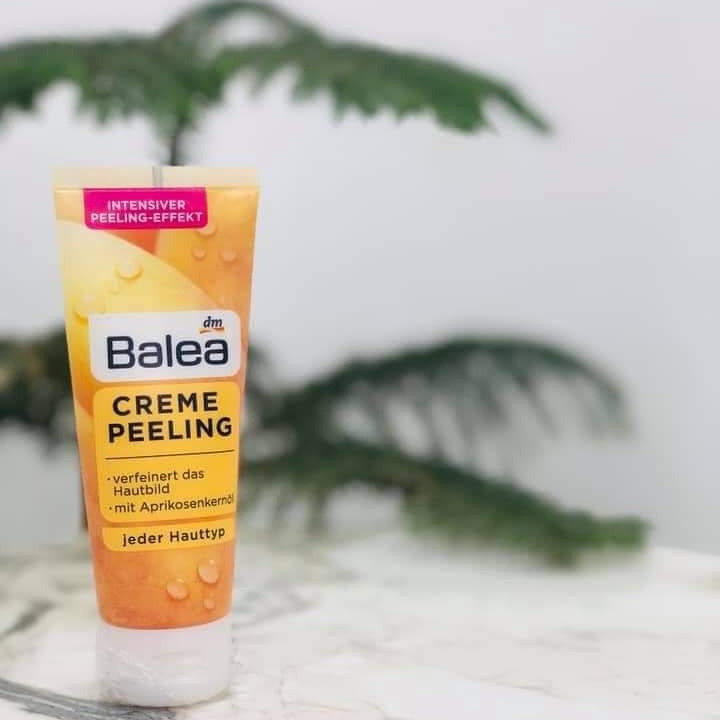 INTENSIVER
PEELING-EFFEKT
dm
Balea
CREME
PEELING
· verfeinert das
Hautbild
· mit Aprikosenkernöl
jeder Hauttyp